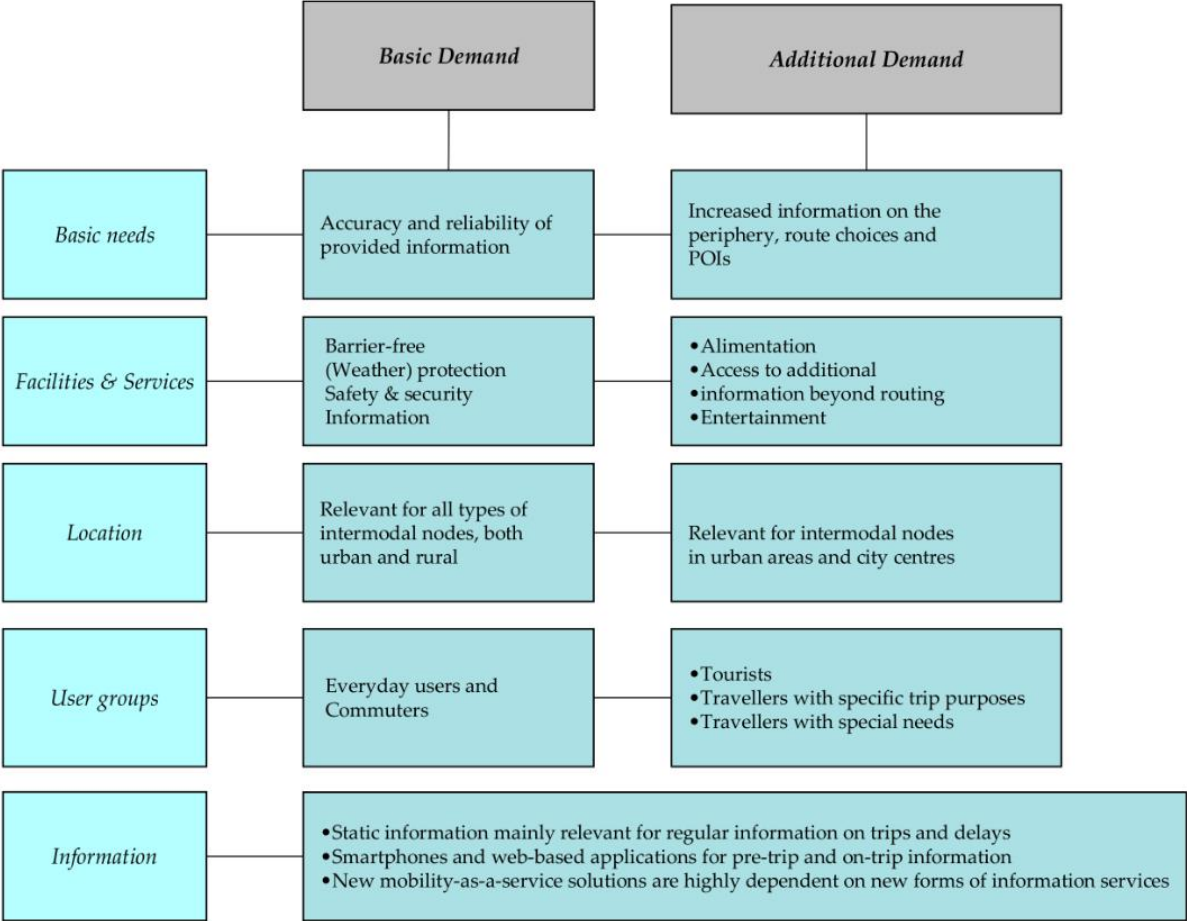 Basic Demand
Additional Demand
Basic needs
Accuracy and reliability of
provided information
Increased information on the
periphery, route choices and
POIs
Facilities & Services
Barrier-free
(Weather) protection
Safety & security
Information
•Alimentation
•Access to additional
•information beyond routing
•Entertainment
Location
Relevant for all types of
intermodal nodes, both
urban and rural
Relevant for intermodal nodes
in urban areas and city centres
User groups
Everyday users and
Commuters
•Tourists
•Travellers with specific trip purposes
•Travellers with special needs
Information
•Static information mainly relevant for regular information on trips and delays
•Smartphones and web-based applications for pre-trip and on-trip information
•New mobility-as-a-service solutions are highly dependent on new forms of information services